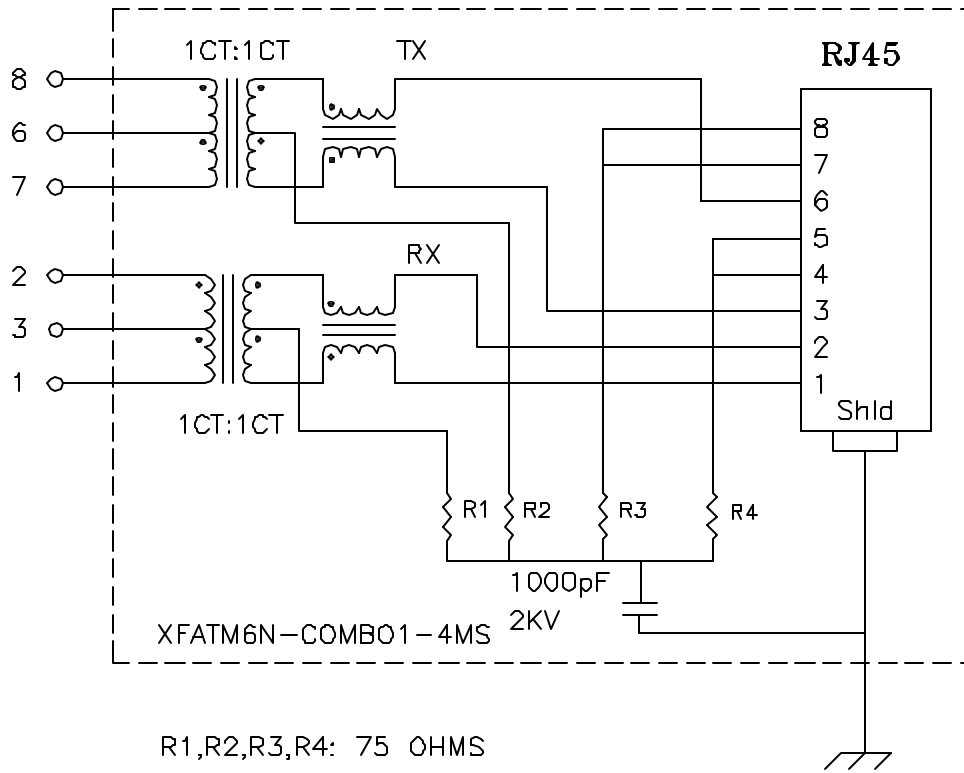 1CT:1CT
TX
RJ45
8
6
7
2
3
1
RX
8
7
6
5
4
3
2
1
Shld
1CT:1CT
R1
R2
R3
R4
1000pF
2KV
XFATM6N-COMBO1-4MS
R1,R2,R3,R4: 75 OHMS